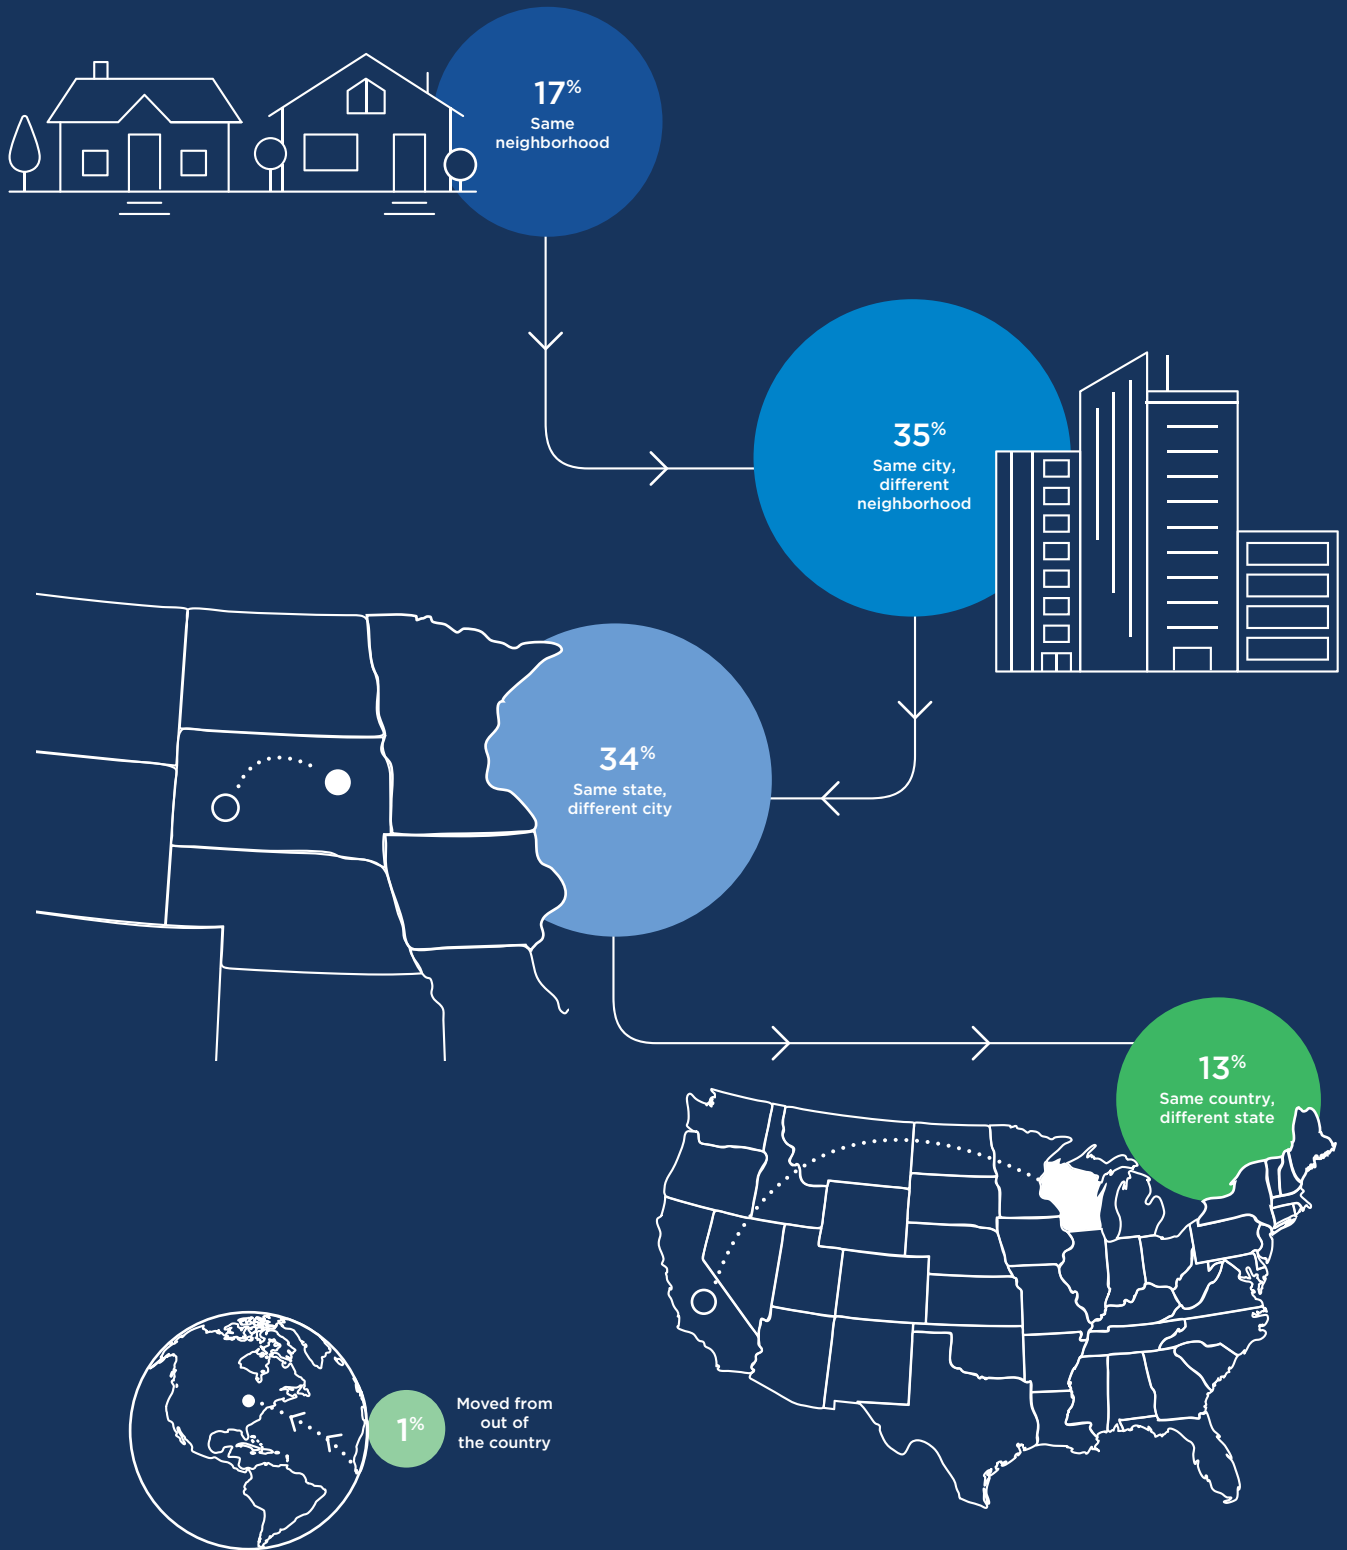 17%
Same
neighborhood
35%
Same city,
different
neighborhood
34%
Same state,
different city
13%
Same country,
different state
1%
Moved from
out of
the country